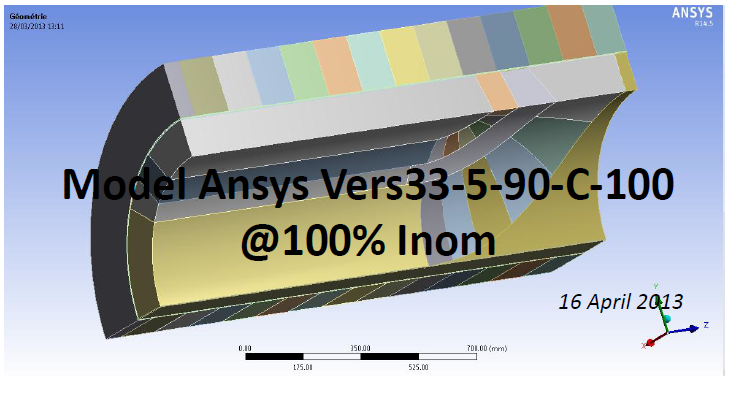 Géométrie
28/03/2013 13:11
ANSYS
R14.5
Model Ansys Vers33-5-90-C-100
@100% Inom
16 April 2013
Y
Z
X
0.00 350.00 700.00 (mm)
175.00 525.00